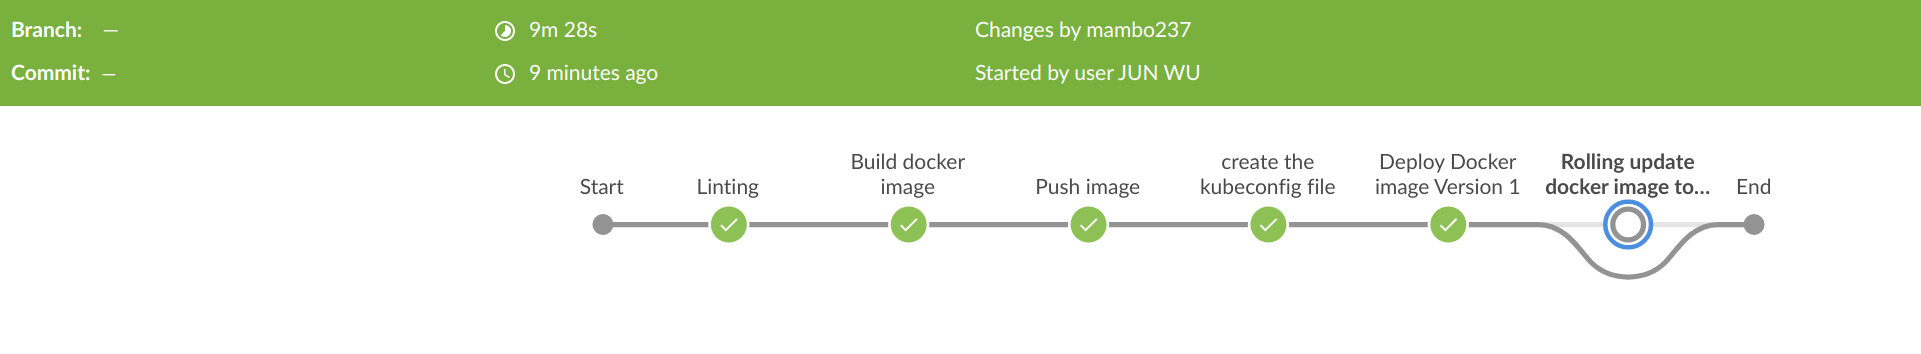 Branch: —
9m 28s
Changes by mambo237
Commit: —
9 minutes ago
Started by user JUN WU
Start
Linting
Build docker
image
Push image
create the
kubeconfig file
Deploy Docker
image Version 1
Rolling update
docker image to...
End